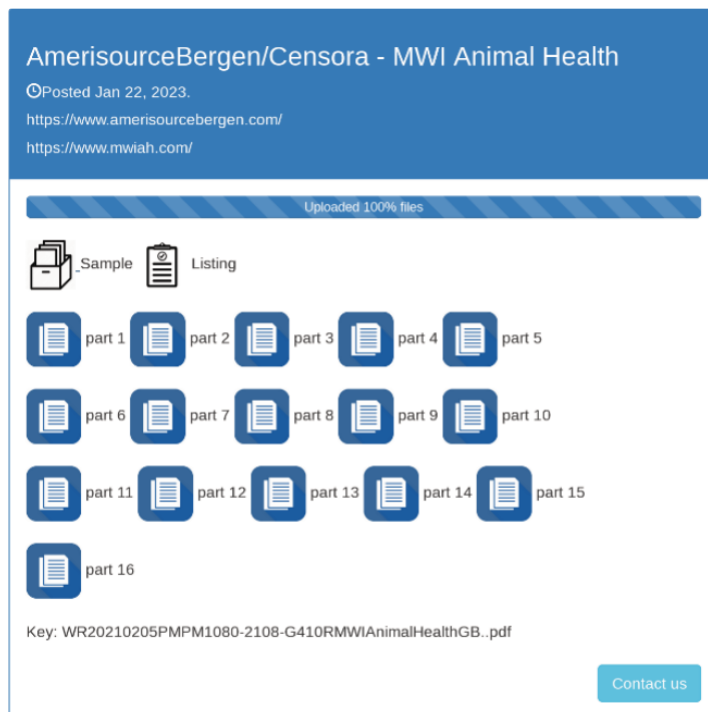 AmerisourceBergen/Censora - MWI Animal Health
Posted Jan 22, 2023.
https://www.amerisourcebergen.com/
https://www.mwiah.com/
Uploaded 100% files
Sample Listing
part 1 part 2 part 3 part 4 part 5
part 6 part 7 part 8 part 9 part 10
part 11 part 12 part 13 part 14 part 15
part 16
Key: WR20210205PMPM1080-2108-G410RMWIAnimalHealthGB..pdf
Contact us